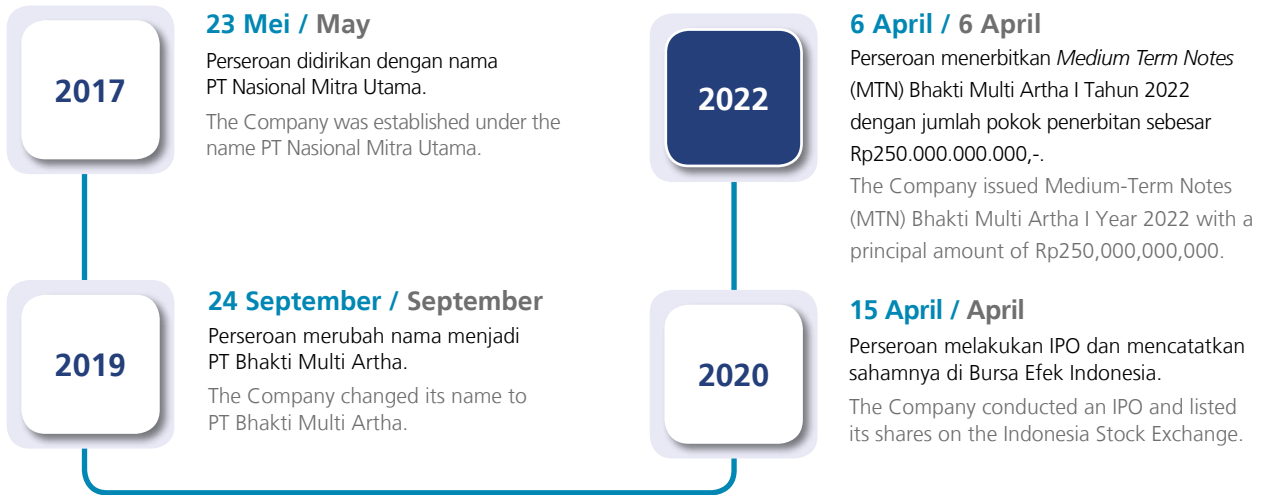 2017
23 Mei / May
Perseroan didirikan dengan nama
PT Nasional Mitra Utama.
The Company was established under the
name PT Nasional Mitra Utama.
2019
24 September / September
Perseroan merubah nama menjadi
PT Bhakti Multi Artha.
The Company changed its name to
PT Bhakti Multi Artha.
2020
15 April / April
Perseroan melakukan IPO dan mencatatkan
sahamnya di Bursa Efek Indonesia.
The Company conducted an IPO and listed
its shares on the Indonesia Stock Exchange.
2022
6 April / 6 April
Perseroan menerbitkan Medium Term Notes
(MTN) Bhakti Multi Artha I Tahun 2022
dengan jumlah pokok penerbitan sebesar
Rp250.000.000.000,-.
The Company issued Medium-Term Notes
(MTN) Bhakti Multi Artha I Year 2022 with a
principal amount of Rp250,000,000,000.